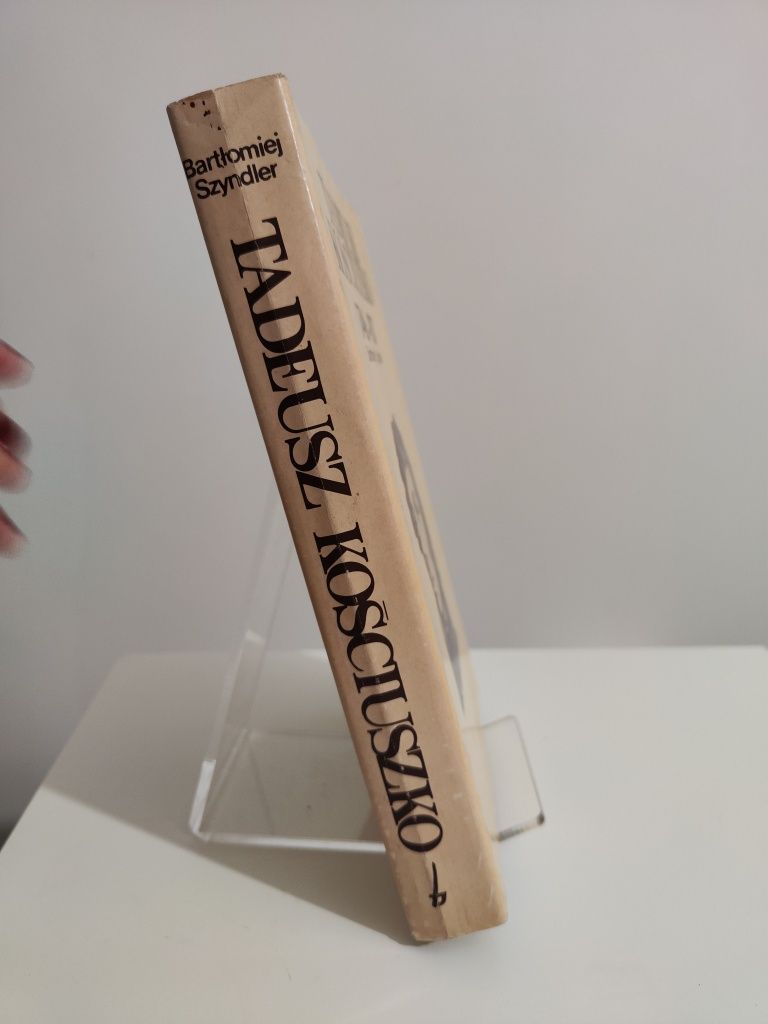 Bartłomiej
Szyndler
TADEUSZ KOŚCIUSZKO